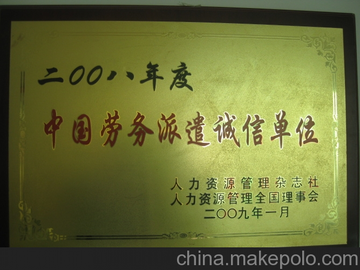 二00八年度
中国劳务派遣诚信单位
人力资源管理杂志社
人力资源管理全国理事会
二〇〇九年一月
china.makepolo.com